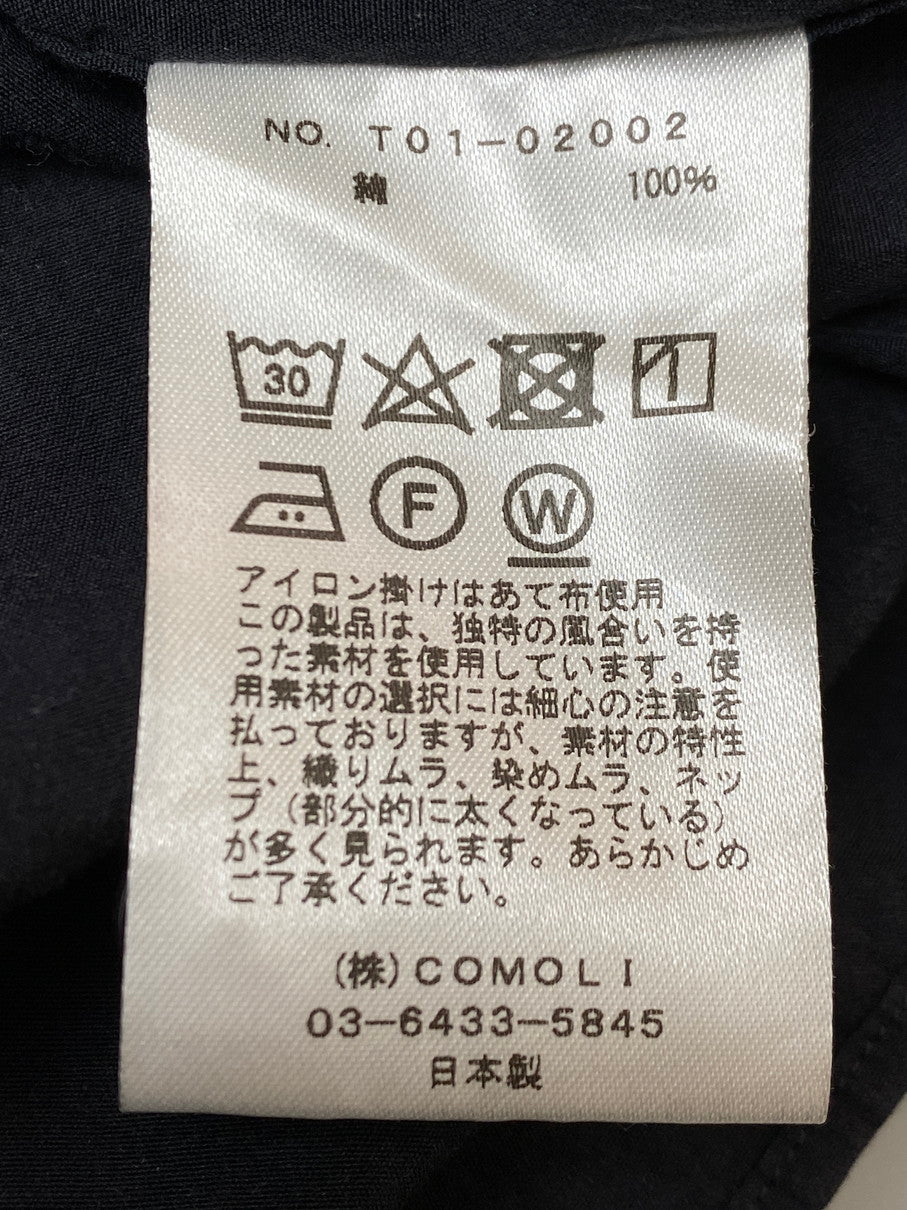 NO. T01-02002
綿 100%
30
アイロン掛けはあて布使用
この製品は、独特の風合いを持
った素材を使用しています。使
用素材の選択には細心の注意を
払っておりますが、素材の特性
上、織りムラ、染めムラ、ネッ
プ（部分的に太くなっている）
が多く見られます。あらかじめ
ご了承ください。
(株)COMOLI
03-6433-5845
日本製
F
W